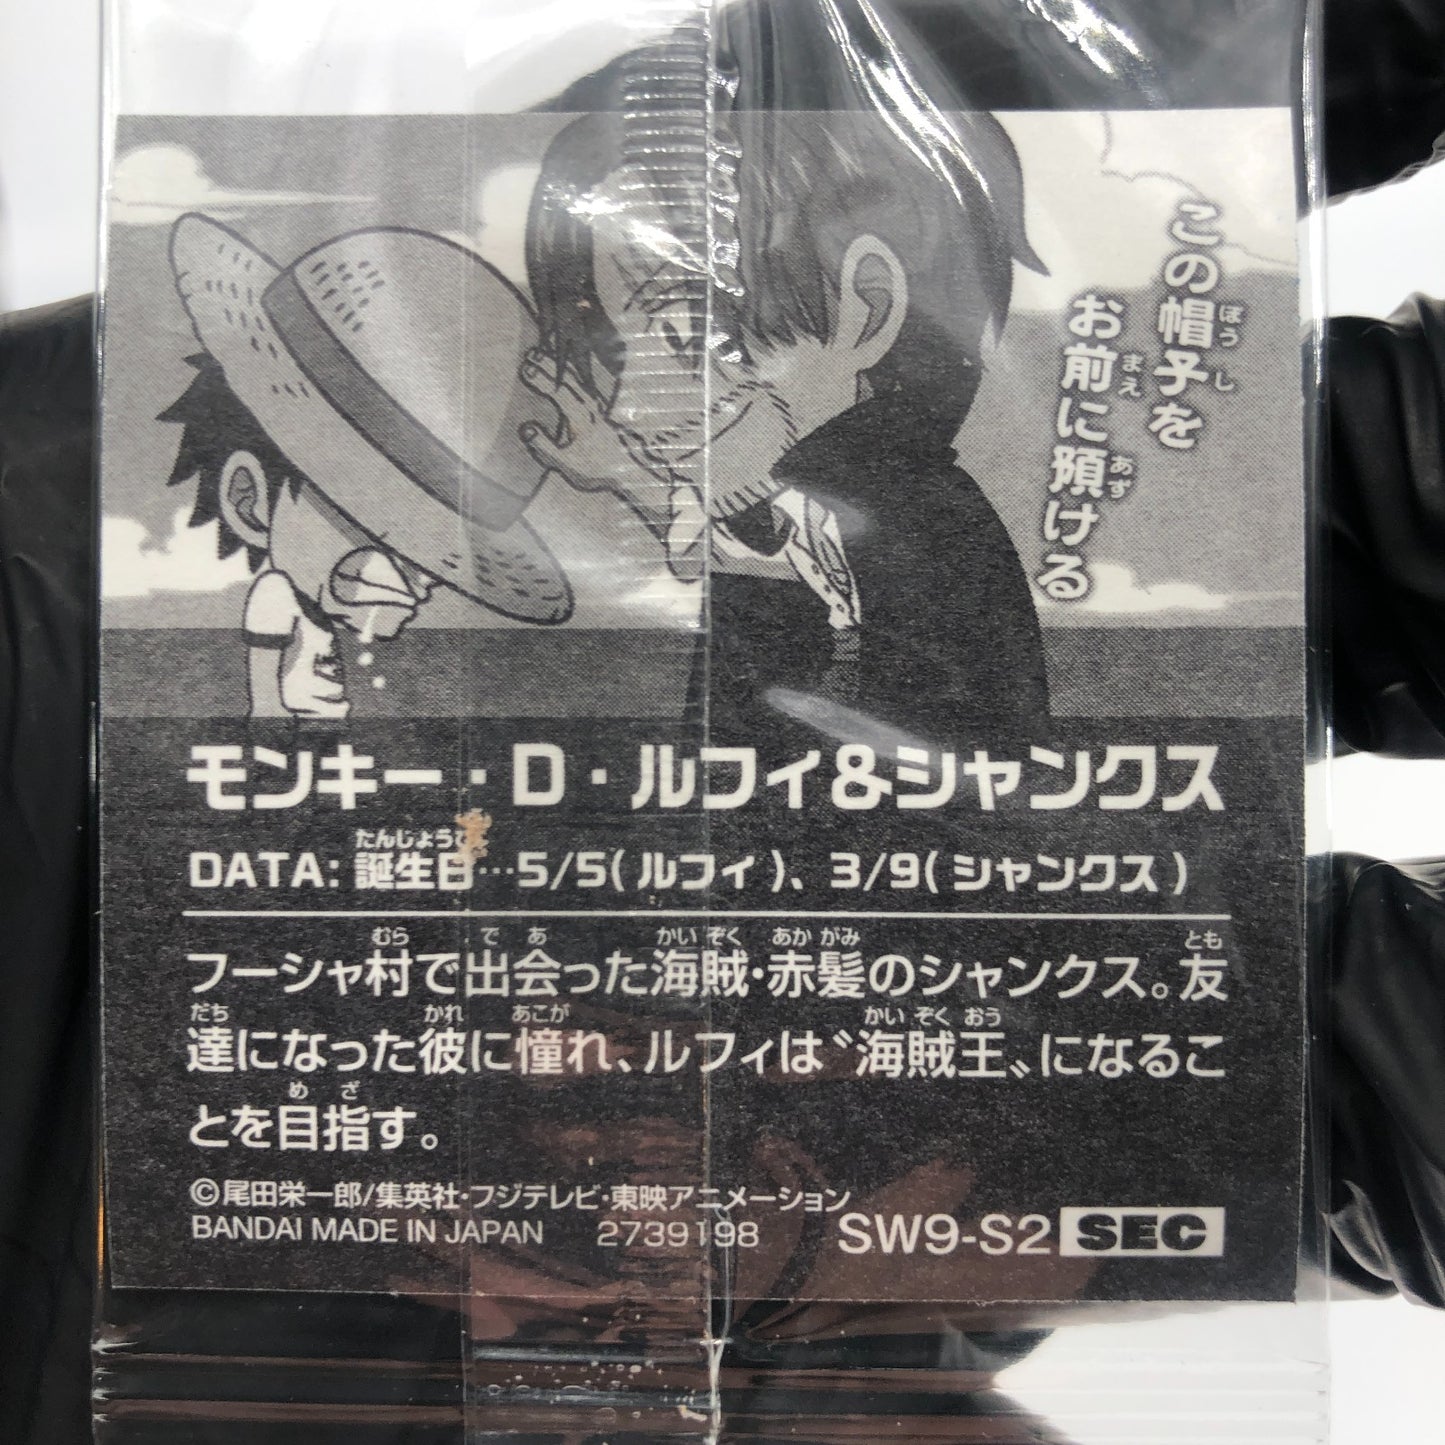 この帽子を
お前に預ける
モンキー・D・ルフィ&シャンクス
DATA: 誕生日…5/5(ルフィ)、3/9(シャンクス)
フーシャ村で出会った海賊・赤髪のシャンクス。友
達になった彼に憧れ、ルフィは〝海賊王〟になるこ
とを目指す。
©尾田栄一郎/集英社・フジテレビ・東映アニメーション
BANDAI MADE IN JAPAN 2739198 SW9-S2 SEC